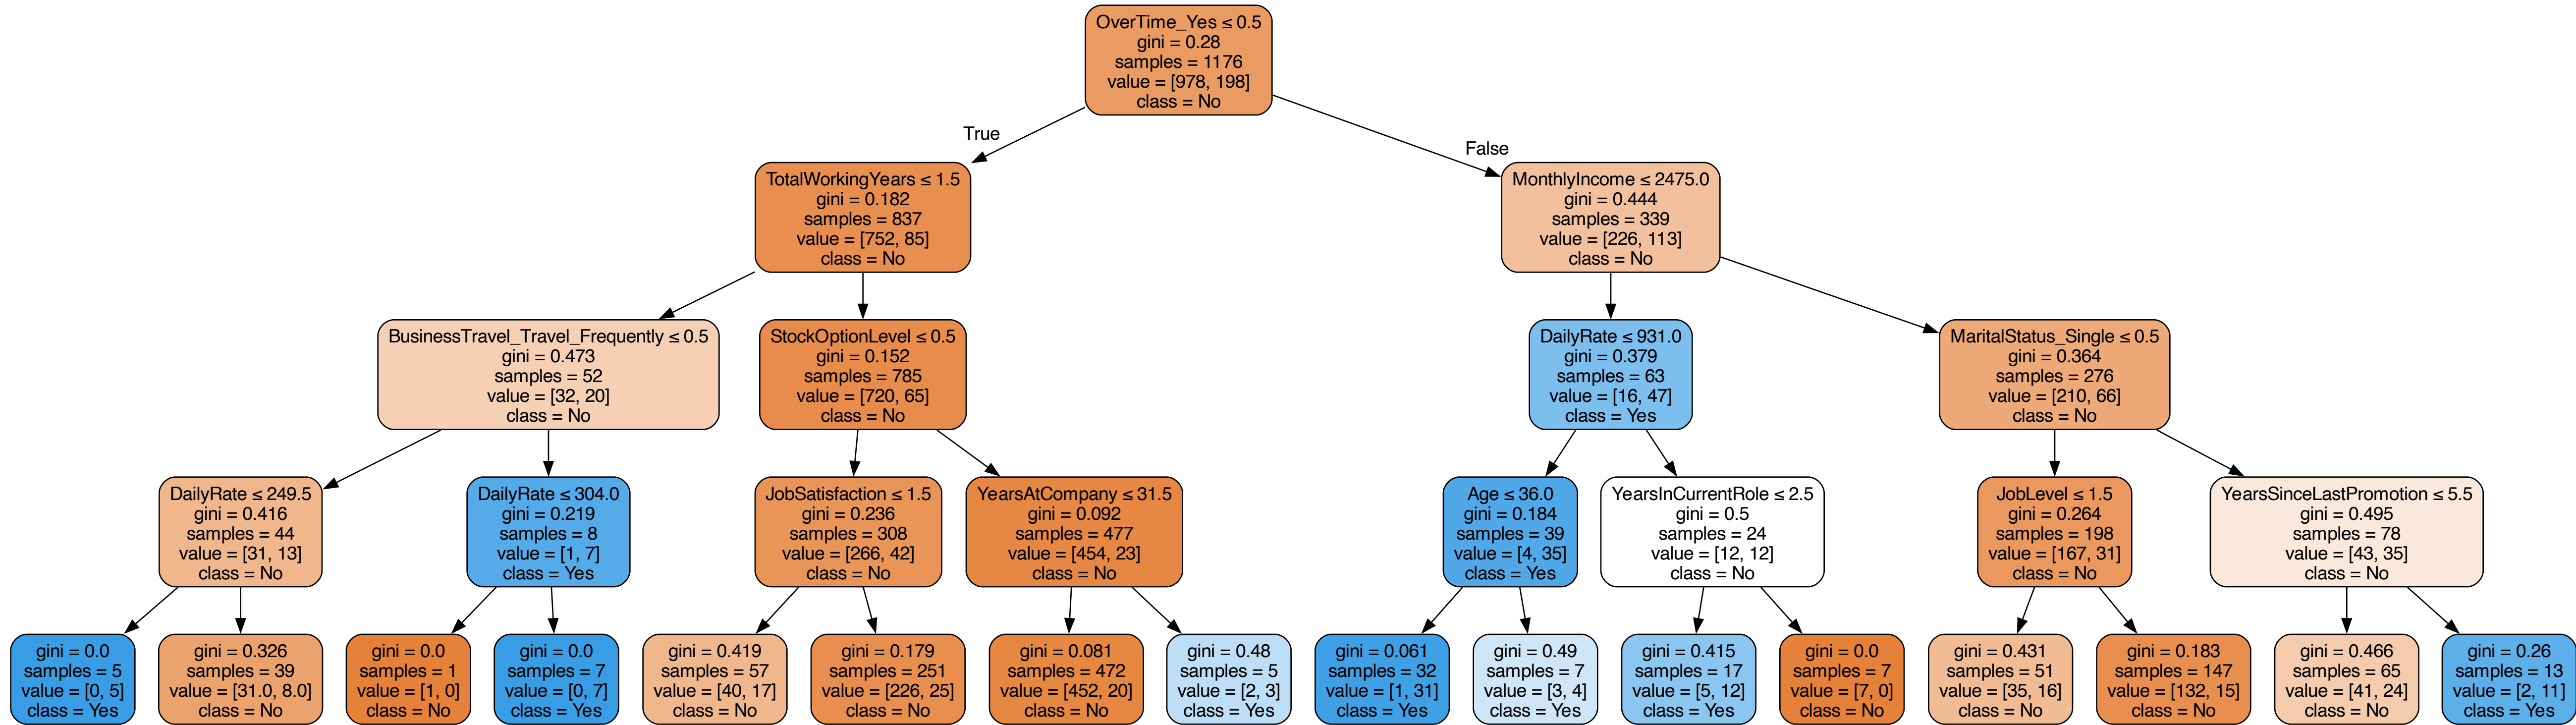 OverTime_Yes ≤ 0.5
gini = 0.28
samples = 1176
value = [978, 198]
class = No
True
False
TotalWorkingYears ≤ 1.5
gini = 0.182
samples = 837
value = [752, 85]
class = No
MonthlyIncome ≤ 2475.0
gini = 0.444
samples = 339
value = [226, 113]
class = No
BusinessTravel_Travel_Frequently ≤ 0.5
gini = 0.473
samples = 52
value = [32, 20]
class = No
StockOptionLevel ≤ 0.5
gini = 0.152
samples = 785
value = [720, 65]
class = No
DailyRate ≤ 931.0
gini = 0.379
samples = 63
value = [16, 47]
class = Yes
MaritalStatus_Single ≤ 0.5
gini = 0.364
samples = 276
value = [210, 66]
class = No
DailyRate ≤ 249.5
gini = 0.416
samples = 44
value = [31, 13]
class = No
DailyRate ≤ 304.0
gini = 0.219
samples = 8
value = [1, 7]
class = Yes
JobSatisfaction ≤ 1.5
gini = 0.236
samples = 308
value = [266, 42]
class = No
YearsAtCompany ≤ 31.5
gini = 0.092
samples = 477
value = [454, 23]
class = No
Age ≤ 36.0
gini = 0.184
samples = 39
value = [4, 35]
class = Yes
YearsInCurrentRole ≤ 2.5
gini = 0.5
samples = 24
value = [12, 12]
class = No
JobLevel ≤ 1.5
gini = 0.264
samples = 198
value = [167, 31]
class = No
YearsSinceLastPromotion ≤ 5.5
gini = 0.495
samples = 78
value = [43, 35]
class = No
gini = 0.0
samples = 5
value = [0, 5]
class = Yes
gini = 0.326
samples = 39
value = [31.0, 8.0]
class = No
gini = 0.0
samples = 1
value = [1, 0]
class = No
gini = 0.0
samples = 7
value = [0, 7]
class = Yes
gini = 0.419
samples = 57
value = [40, 17]
class = No
gini = 0.179
samples = 251
value = [226, 25]
class = No
gini = 0.081
samples = 472
value = [452, 20]
class = No
gini = 0.48
samples = 5
value = [2, 3]
class = Yes
gini = 0.061
samples = 32
value = [1, 31]
class = Yes
gini = 0.49
samples = 7
value = [3, 4]
class = Yes
gini = 0.415
samples = 17
value = [5, 12]
class = Yes
gini = 0.0
samples = 7
value = [7, 0]
class = No
gini = 0.431
samples = 51
value = [35, 16]
class = No
gini = 0.183
samples = 147
value = [132, 15]
class = No
gini = 0.466
samples = 65
value = [41, 24]
class = No
gini = 0.26
samples = 13
value = [2, 11]
class = Yes